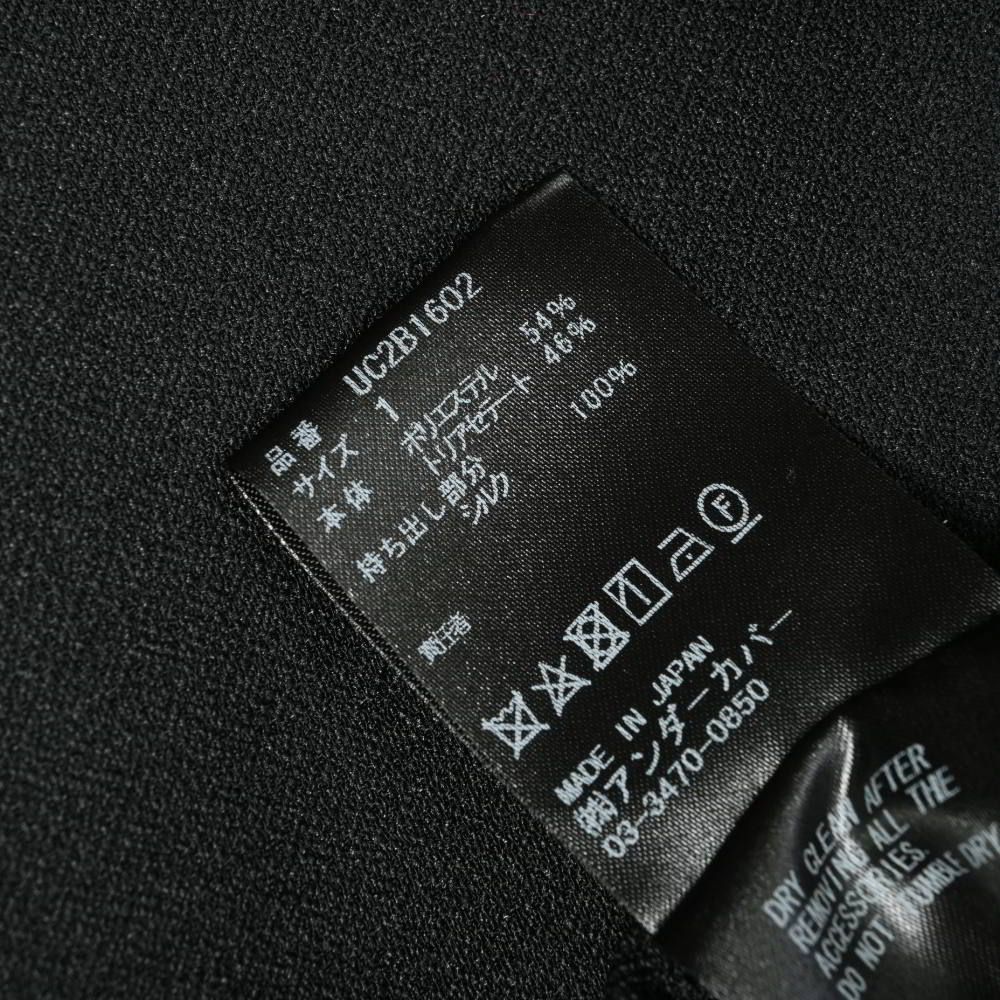 品番 UC2B1602
サイズ 1
本体 ポリエステル 54%
トリアセテート 46%
持ち出し部分
シルク 100%
責任者
F
MADE IN JAPAN
㈱アンダーカバー
03-3470-0850
DRY CLEAN AFTER
REMOVING ALL THE
ACCESSORIES.
DO NOT TUMBLE DRY